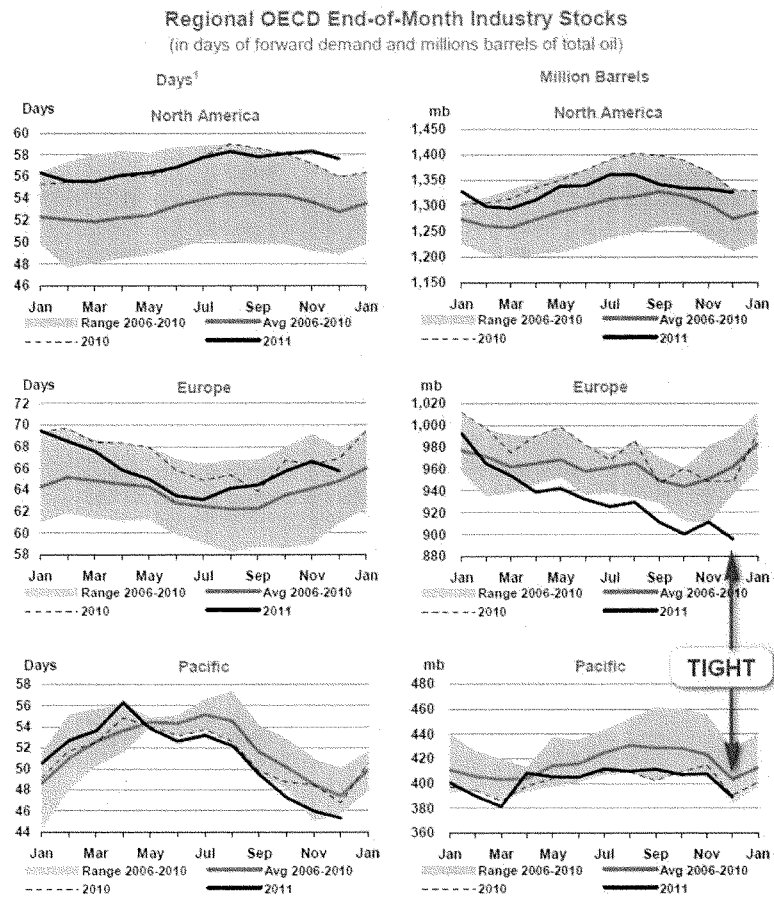 Regional OECD End-of-Month Industry Stocks
(in days of forward demand and millions barrels of total oil)
Days¹
Million Barrels
Days
North America
60
58
56
54
52
50
48
46
Jan Mar May Jul Sep Nov Jan
Range 2006-2010 Avg 2006-2010
2010 2011
mb
North America
1,450
1,400
1,350
1,300
1,250
1,200
1,150
Jan Mar May Jul Sep Nov Jan
Range 2006-2010 Avg 2006-2010
2010 2011
Days
Europe
72
70
68
66
64
62
60
58
Jan Mar May Jul Sep Nov Jan
Range 2006-2010 Avg 2006-2010
2010 2011
mb
Europe
1,020
1,000
980
960
940
920
900
880
Jan Mar May Jul Sep Nov Jan
Range 2006-2010 Avg 2006-2010
2010 2011
TIGHT
Days
Pacific
58
56
54
52
50
48
46
44
Jan Mar May Jul Sep Nov Jan
Range 2006-2010 Avg 2006-2010
2010 2011
mb
Pacific
480
460
440
420
400
380
360
Jan Mar May Jul Sep Nov Jan
Range 2006-2010 Avg 2006-2010
2010 2011